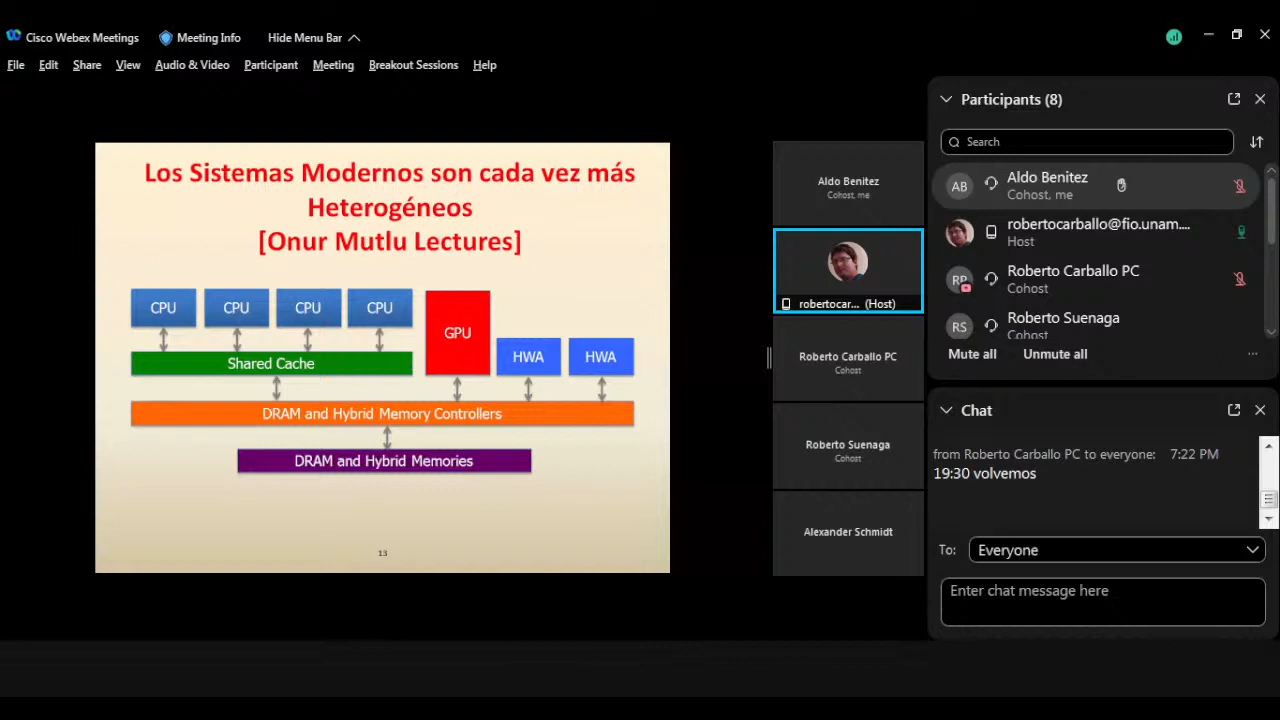 Cisco Webex Meetings
Meeting Info
Hide Menu Bar
File Edit Share View Audio & Video Participant Meeting Breakout Sessions Help
Los Sistemas Modernos son cada vez más
Heterogéneos
[Onur Mutlu Lectures]
CPU CPU CPU CPU
GPU
HWA HWA
Shared Cache
DRAM and Hybrid Memory Controllers
DRAM and Hybrid Memories
13
Aldo Benitez
Cohost, me
robertocar... (Host)
Roberto Carballo PC
Cohost
Roberto Suenaga
Cohost
Alexander Schmidt
Participants (8)
Search
AB
Aldo Benitez
Cohost, me
robertocarballo@fio.unam....
Host
RP
Roberto Carballo PC
Cohost
RS
Roberto Suenaga
Cohost
Mute all Unmute all ...
Chat
from Roberto Carballo PC to everyone: 7:22 PM
19:30 volvemos
To: Everyone
Enter chat message here